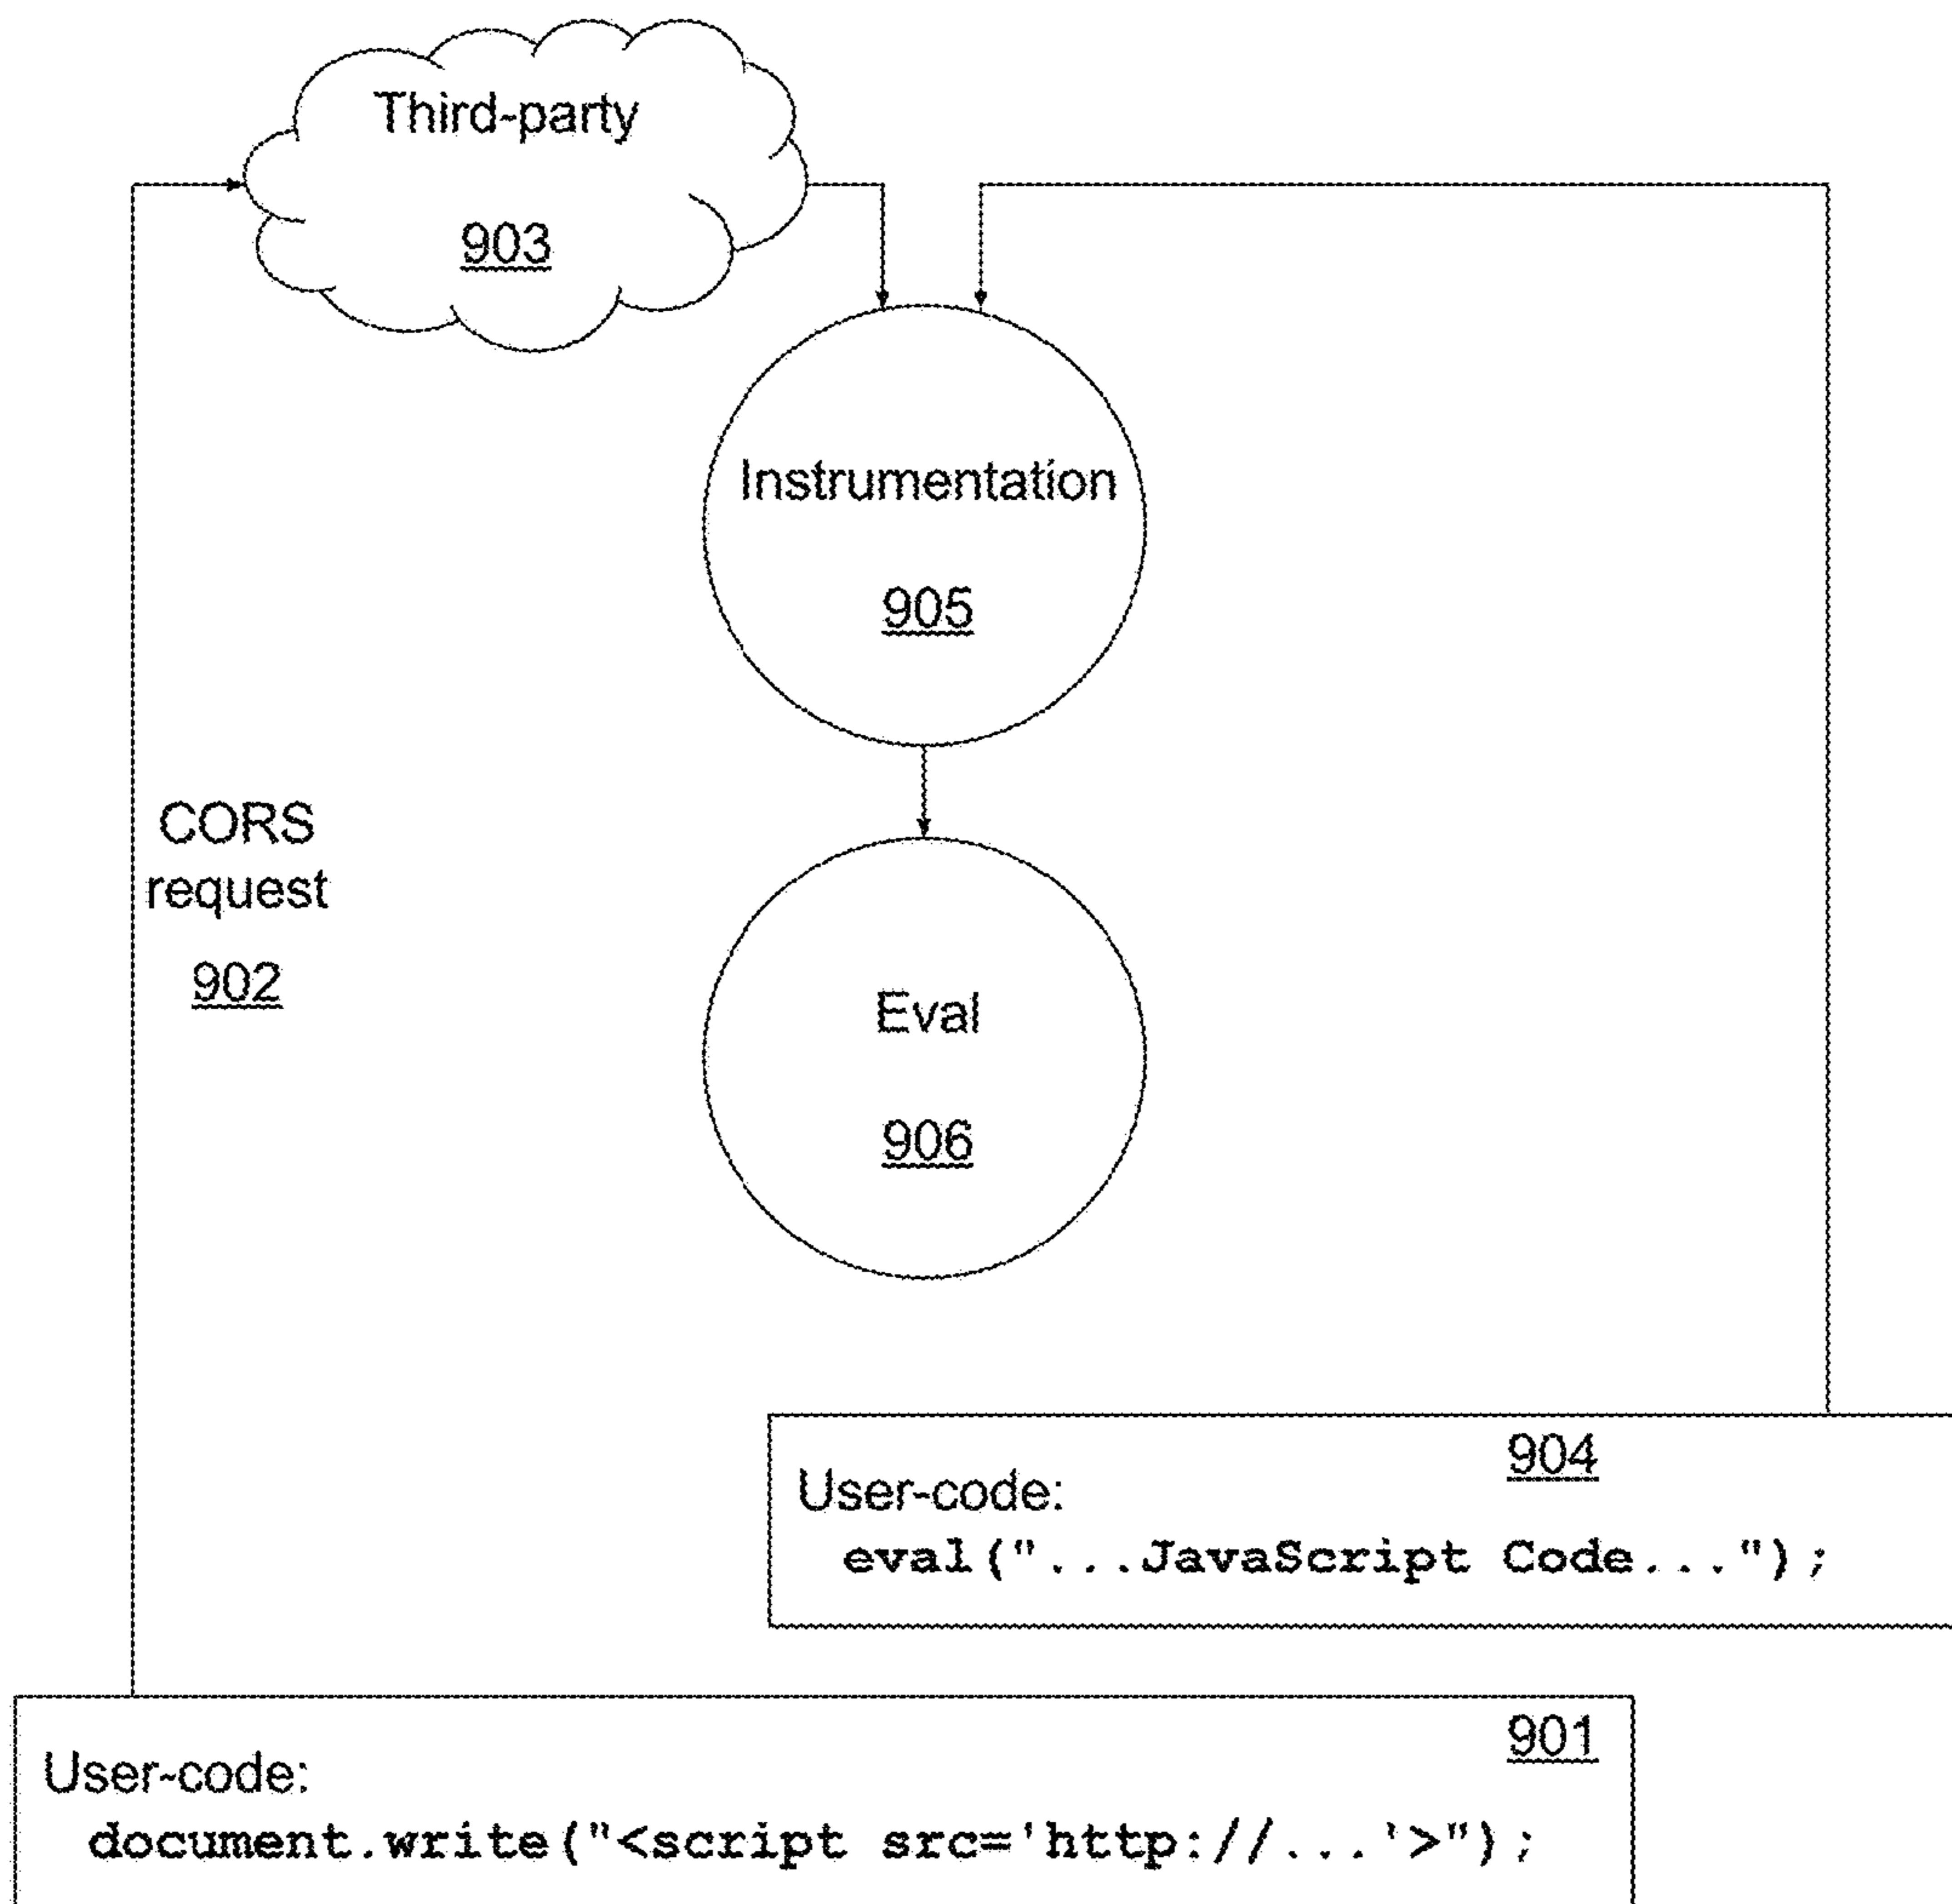 Third-party
903
Instrumentation
905
CORS
request
902
Eval
906
904
User-code:
eval("...JavaScript Code...");
901
User-code:
document.write("<script src='http://...'>");